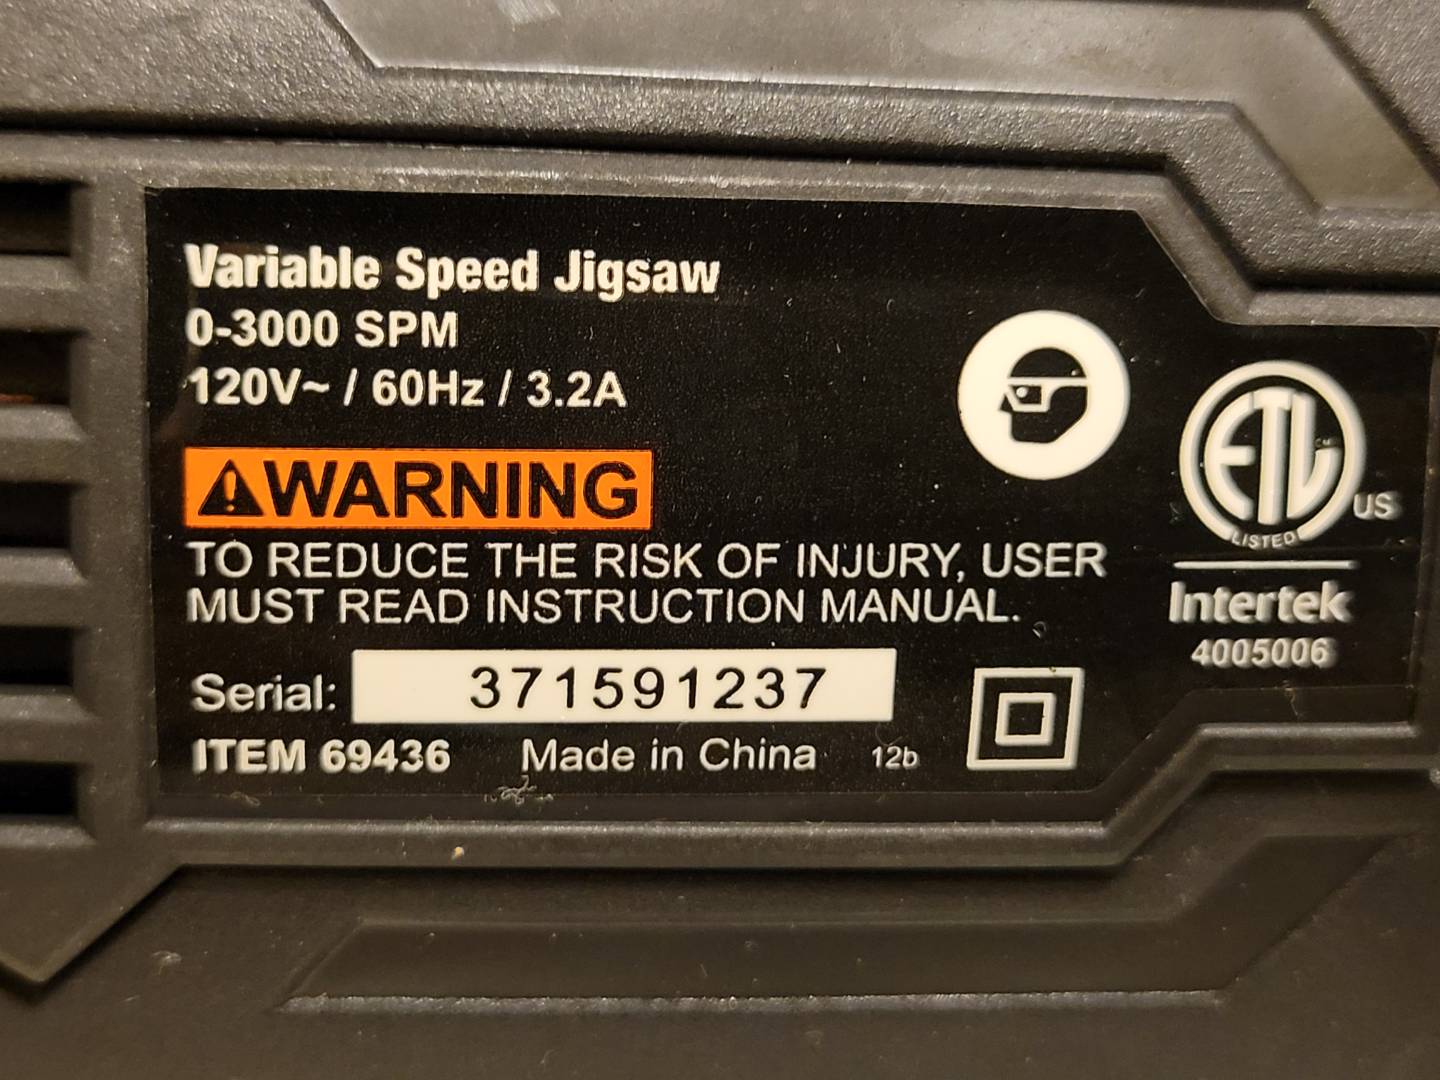 Variable Speed Jigsaw
0-3000 SPM
120V~ / 60Hz / 3.2A
⚠WARNING
TO REDUCE THE RISK OF INJURY, USER
MUST READ INSTRUCTION MANUAL.
Serial: 371591237
ITEM 69436 Made in China 12b
ETL CM
US
LISTED
Intertek
4005006